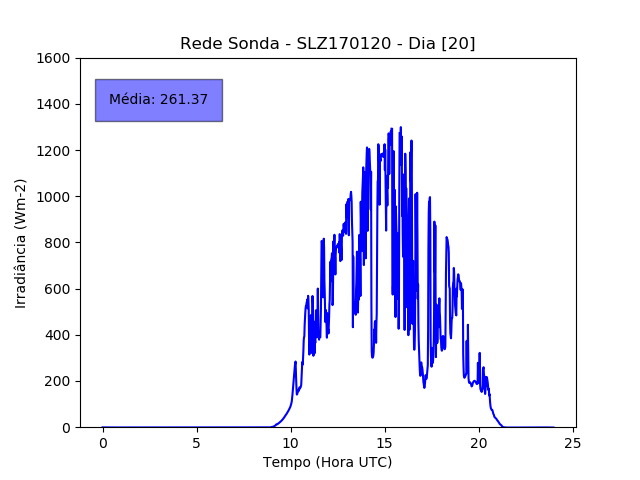 Rede Sonda - SLZ170120 - Dia [20]
1600
1400
1200
1000
800
600
400
200
0
Média: 261.37
Irradiância (Wm-2)
0 5 10 15 20 25
Tempo (Hora UTC)